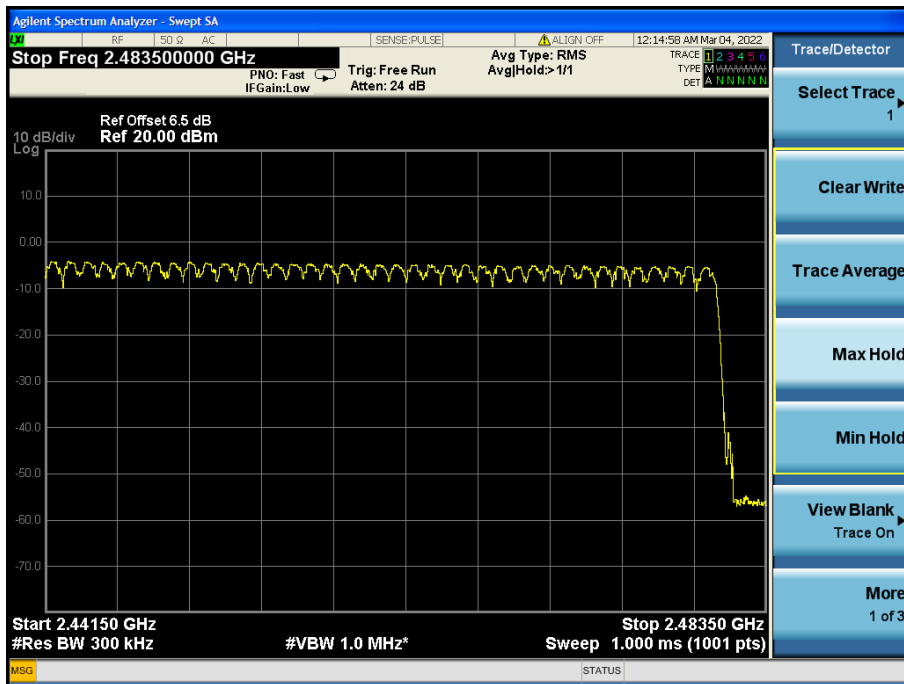 Agilent Spectrum Analyzer - Swept SA
LXI RF 50 Ω AC SENSE:PULSE ALIGN OFF 12:14:58 AM Mar 04, 2022
Stop Freq 2.483500000 GHz
PNO: Fast
IFGain:Low
Trig: Free Run
Atten: 24 dB
Avg Type: RMS
Avg|Hold:>1/1
TRACE 1 2 3 4 5 6
TYPE M WWWWW
DET A N N N N N
Ref Offset 6.5 dB
10 dB/div Ref 20.00 dBm
Log
10.0
0.00
-10.0
-20.0
-30.0
-40.0
-50.0
-60.0
-70.0
Start 2.44150 GHz Stop 2.48350 GHz
#Res BW 300 kHz #VBW 1.0 MHz* Sweep 1.000 ms (1001 pts)
MSG STATUS
Trace/Detector
Select Trace
1
Clear Write
Trace Average
Max Hold
Min Hold
View Blank
Trace On
More
1 of 3